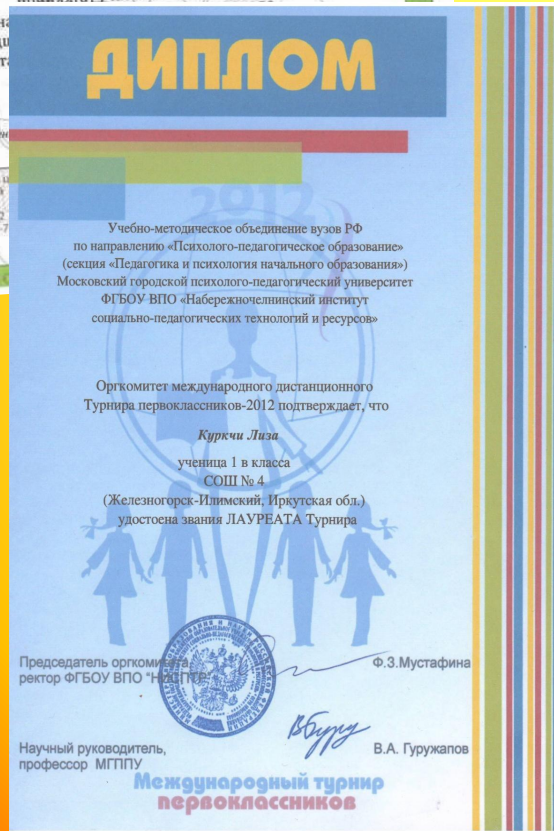 ДИПЛОМ
2012
Учебно-методическое объединение вузов РФ
по направлению «Психолого-педагогическое образование»
(секция «Педагогика и психология начального образования»)
Московский городской психолого-педагогический университет
ФГБОУ ВПО «Набережночелнинский институт
социально-педагогических технологий и ресурсов»
Оргкомитет международного дистанционного
Турнира первоклассников-2012 подтверждает, что
Куркчи Лиза
ученица 1 в класса
СОШ № 4
(Железногорск-Илимский, Иркутская обл.)
удостоена звания ЛАУРЕАТА Турнира
Председатель оргкомитета,
ректор ФГБОУ ВПО "НИСПТР"
Ф.З.Мустафина
Научный руководитель,
профессор МГППУ
В.А. Гуружапов
Международный турнир
первоклассников